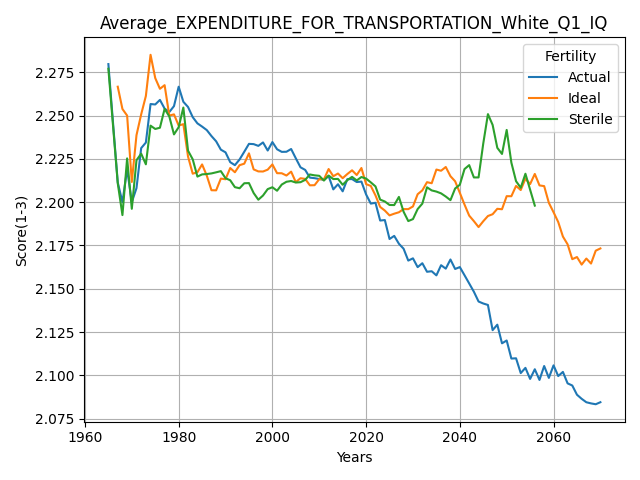 Average_EXPENDITURE_FOR_TRANSPORTATION_White_Q1_IQ
Fertility
Actual
Ideal
Sterile
Score(1-3)
2.275
2.250
2.225
2.200
2.175
2.150
2.125
2.100
2.075
1960
1980
2000
2020
2040
2060
Years